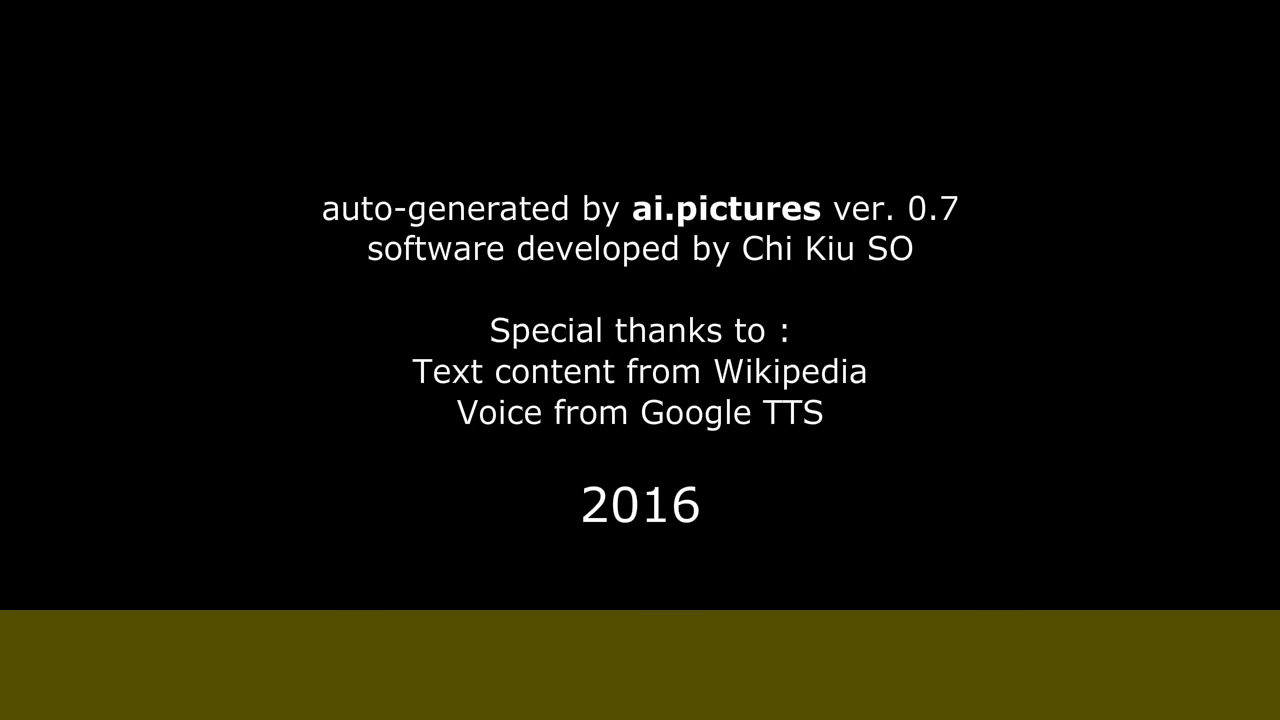 auto-generated by ai.pictures ver. 0.7
software developed by Chi Kiu SO
Special thanks to :
Text content from Wikipedia
Voice from Google TTS
2016